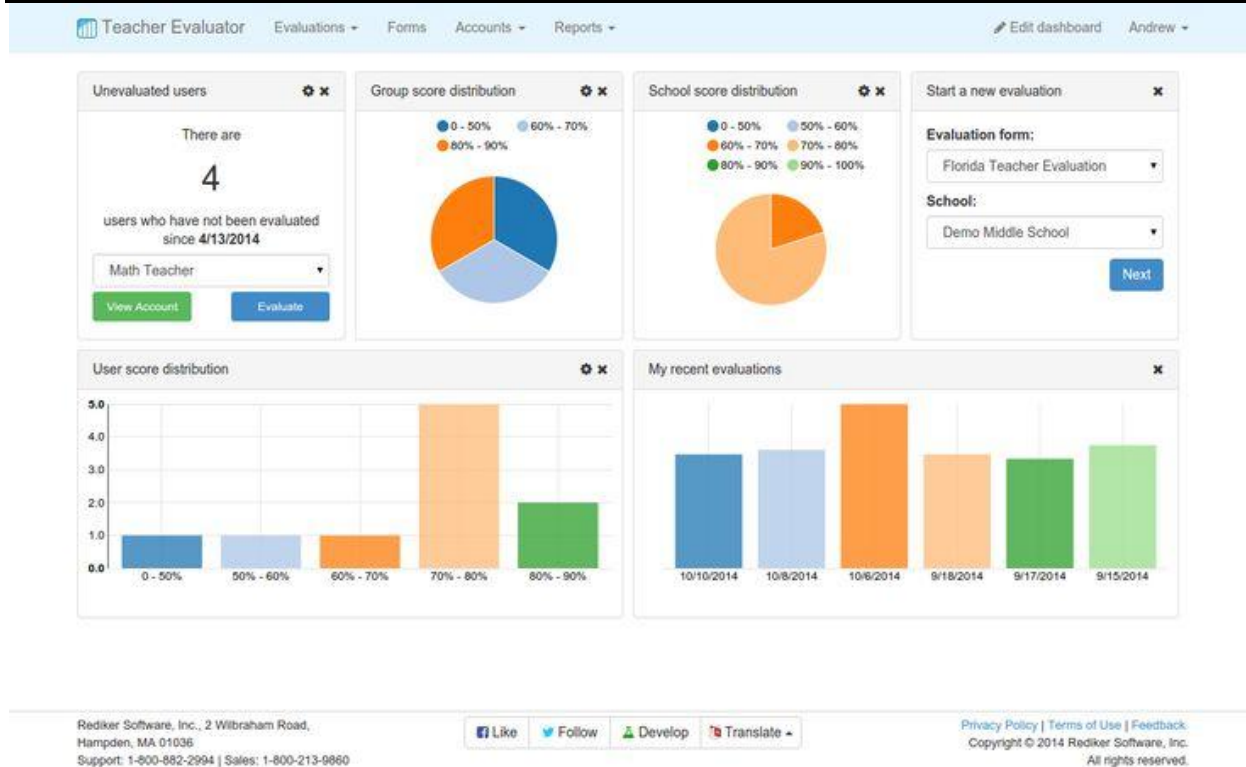 Teacher Evaluator Evaluations Forms Accounts Reports Edit dashboard Andrew
Unevaluated users
There are
4
users who have not been evaluated
since 4/13/2014
Math Teacher
View Account Evaluate
Group score distribution
0 - 50% 60% - 70%
80% - 90%
School score distribution
0 - 50% 50% - 60%
60% - 70% 70% - 80%
80% - 90% 90% - 100%
Start a new evaluation
Evaluation form:
Florida Teacher Evaluation
School:
Demo Middle School
Next
User score distribution
5.0
4.0
3.0
2.0
1.0
0.0
0 - 50% 50% - 60% 60% - 70% 70% - 80% 80% - 90%
My recent evaluations
10/10/2014 10/8/2014 10/6/2014 9/18/2014 9/17/2014 9/15/2014
Rediker Software, Inc., 2 Wilbraham Road,
Hampden, MA 01036
Support: 1-800-882-2994 | Sales: 1-800-213-9860
Like Follow Develop Translate
Privacy Policy | Terms of Use | Feedback
Copyright © 2014 Rediker Software, Inc.
All rights reserved.